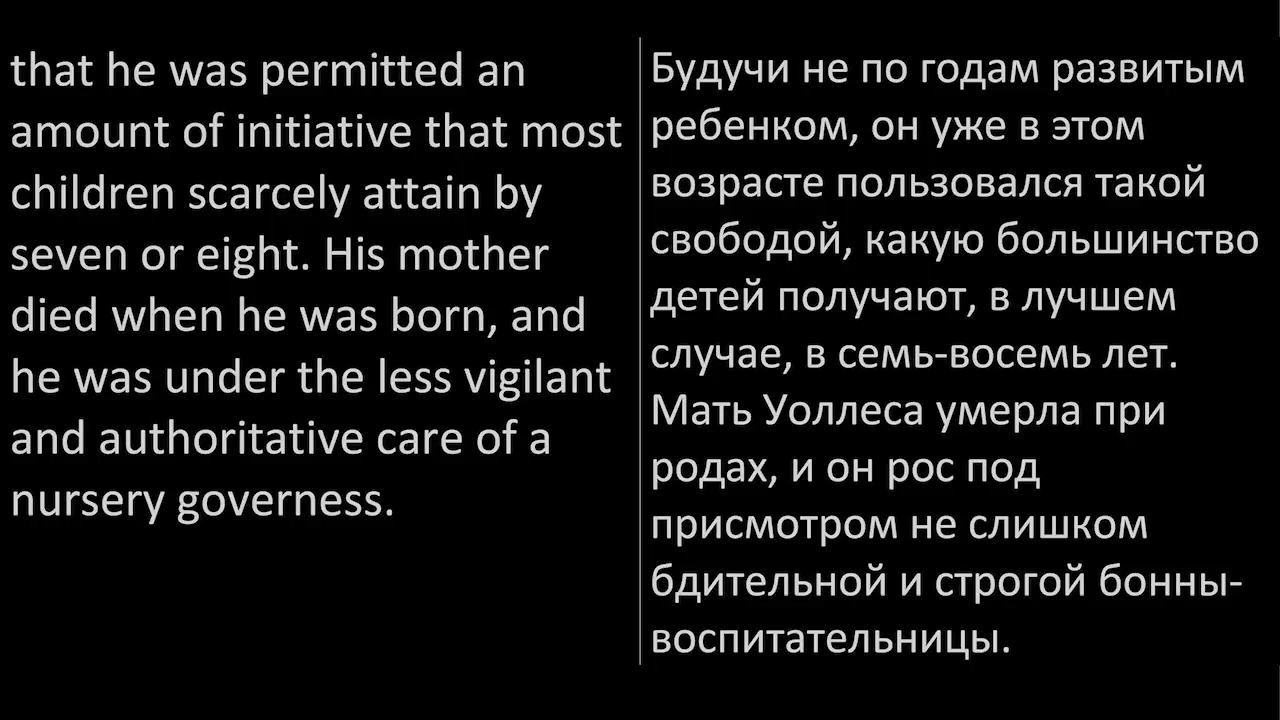 that he was permitted an
amount of initiative that most
children scarcely attain by
seven or eight. His mother
died when he was born, and
he was under the less vigilant
and authoritative care of a
nursery governess.
Будучи не по годам развитым
ребенком, он уже в этом
возрасте пользовался такой
свободой, какую большинство
детей получают, в лучшем
случае, в семь-восемь лет.
Мать Уоллеса умерла при
родах, и он рос под
присмотром не слишком
бдительной и строгой бонны-
воспитательницы.